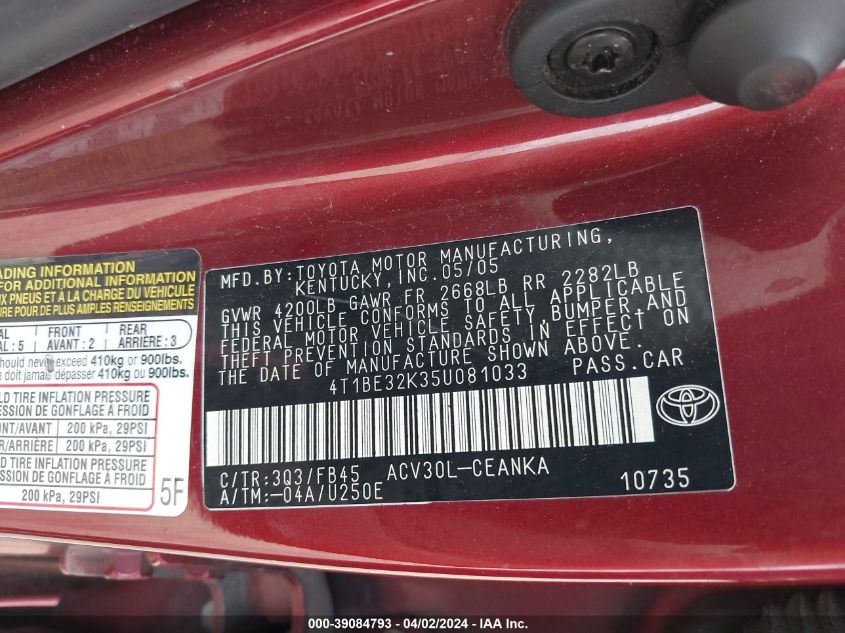 ADING INFORMATION
FOR ADDITIONAL INFORMATION
PNEUS ET À LA CHARGE DU VÉHICULE
POUR DE PLUS AMPLES RENSEIGNEMENTS
AL : 5 FRONT AVANT : 2 REAR ARRIÈRE : 3
should never exceed 410kg or 900lbs.
doit jamais dépasser 410kg ou 900lbs.
D TIRE INFLATION PRESSURE
ESSION DE GONFLAGE À FROID
RONT/AVANT 200 kPa, 29PSI
R/ARRIÈRE 200 kPa, 29PSI
LD TIRE INFLATION PRESSURE
ESSION DE GONFLAGE À FROID
200 kPa, 29PSI
5F
MFD.BY:TOYOTA MOTOR MANUFACTURING,
KENTUCKY,INC.05/05
GVWR 4200LB GAWR FR 2668LB RR 2282LB
THIS VEHICLE CONFORMS TO ALL APPLICABLE
FEDERAL MOTOR VEHICLE SAFETY,BUMPER,AND
THEFT PREVENTION STANDARDS IN EFFECT ON
THE DATE OF MANUFACTURE SHOWN ABOVE.
4T1BE32K35U081033 PASS.CAR
C/TR:3Q3/FB45 ACV30L-CEANKA
A/TM:-04A/U250E 10735
000-39084793 - 04/02/2024 - IAA Inc.